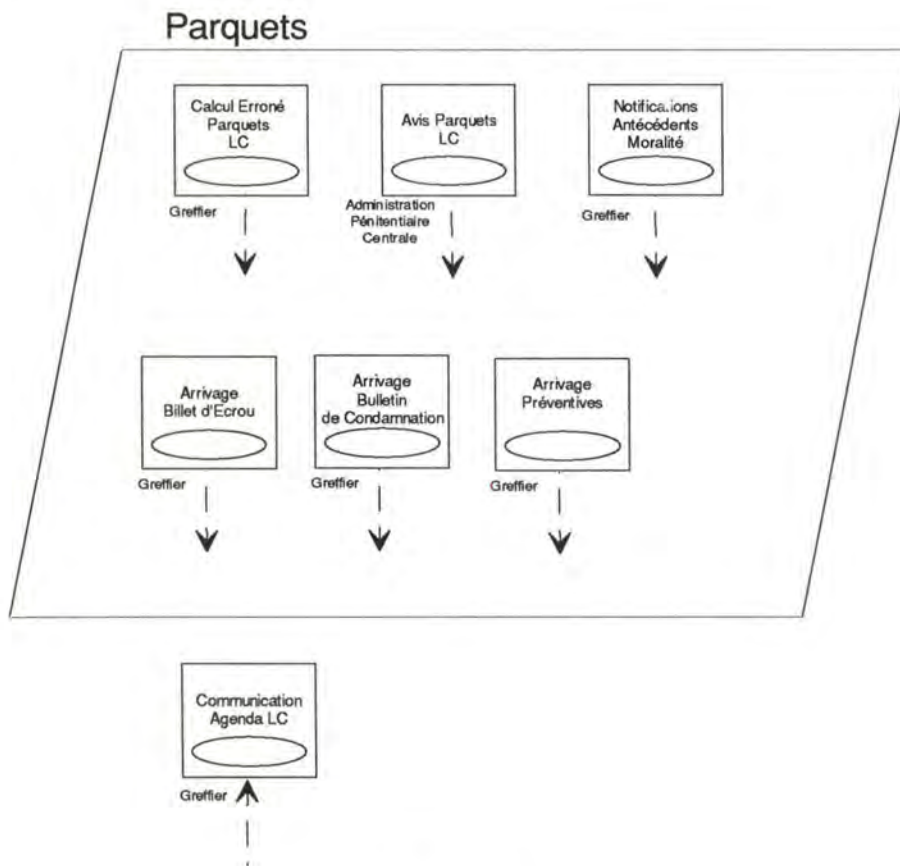 Parquets
Calcul Erroné
Parquets
LC
Avis Parquets
LC
Antécédents
Moralité
Greffier
Administration
Pénitentiaire
Centrale
Greffier
Arrivage
Billet d'Ecrou
Arrivage
Bulletin
de Condamnation
Arrivage
Préventives
Greffier
Greffier
Greffier
Communication
Agenda LC
Greffier